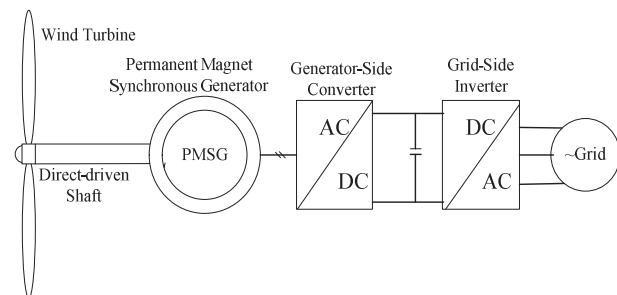 Wind Turbine
Permanent Magnet
Synchronous Generator
Generator-Side
Converter
Grid-Side
Inverter
AC
DC
DC
AC
PMSG
~Grid
Direct-driven
Shaft